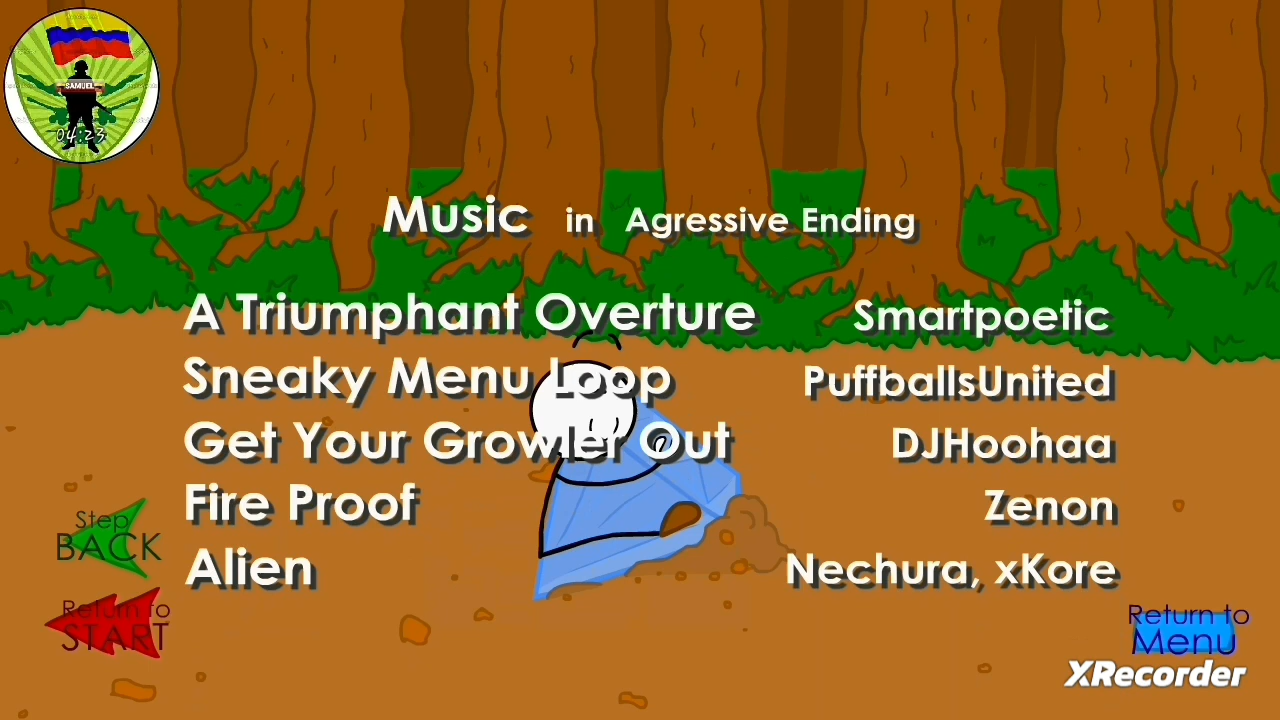 SAMUEL
04:23
Music in Agressive Ending
A Triumphant Overture Smartpoetic
Sneaky Menu Loop PuffballsUnited
Get Your Growler Out DJHoohaa
Fire Proof Zenon
Alien Nechura, xKore
Step
BACK
Return to
START
Return to
Menu
XRecorder